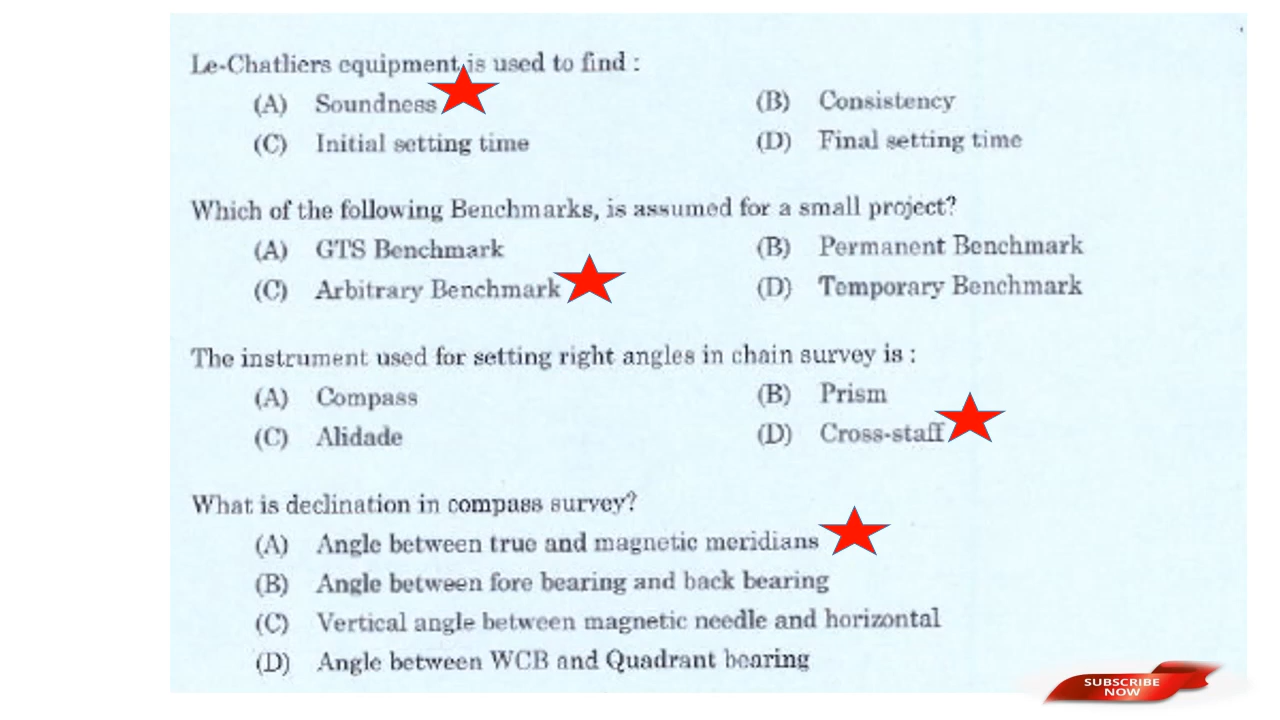 Le-Chatliers equipment is used to find :
(A) Soundness (B) Consistency
(C) Initial setting time (D) Final setting time
Which of the following Benchmarks, is assumed for a small project?
(A) GTS Benchmark (B) Permanent Benchmark
(C) Arbitrary Benchmark (D) Temporary Benchmark
The instrument used for setting right angles in chain survey is :
(A) Compass (B) Prism
(C) Alidade (D) Cross-staff
What is declination in compass survey?
(A) Angle between true and magnetic meridians
(B) Angle between fore bearing and back bearing
(C) Vertical angle between magnetic needle and horizontal
(D) Angle between WCB and Quadrant bearing
SUBSCRIBE
NOW